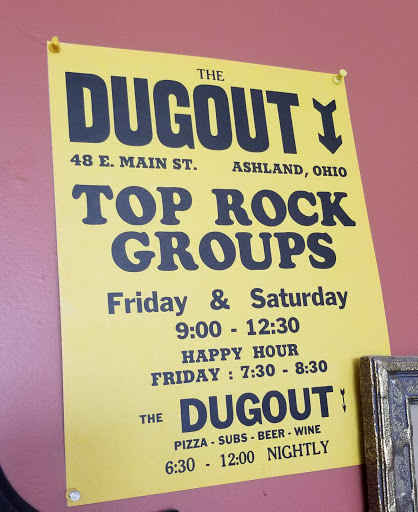 THE
DUGOUT
48 E. MAIN ST. ASHLAND, OHIO
TOP ROCK
GROUPS
Friday & Saturday
9:00 - 12:30
HAPPY HOUR
FRIDAY : 7:30 - 8:30
THE DUGOUT
PIZZA - SUBS - BEER - WINE
6:30 - 12:00 NIGHTLY